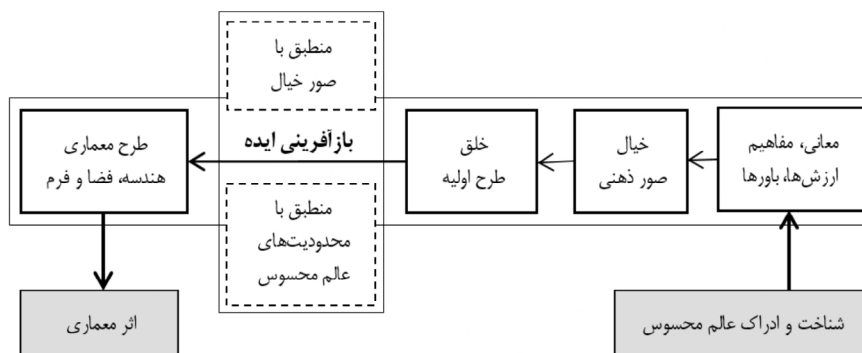 منطبق با
صور خیال
معانی، مفاهیم
ارزش‌ها، باورها
خیال
صور ذهنی
خلق
طرح اولیه
بازآفرینی ایده
طرح معماری
هندسه، فضا و فرم
منطبق با
محدودیت‌های
عالم محسوس
شناخت و ادراک عالم محسوس
اثر معماری